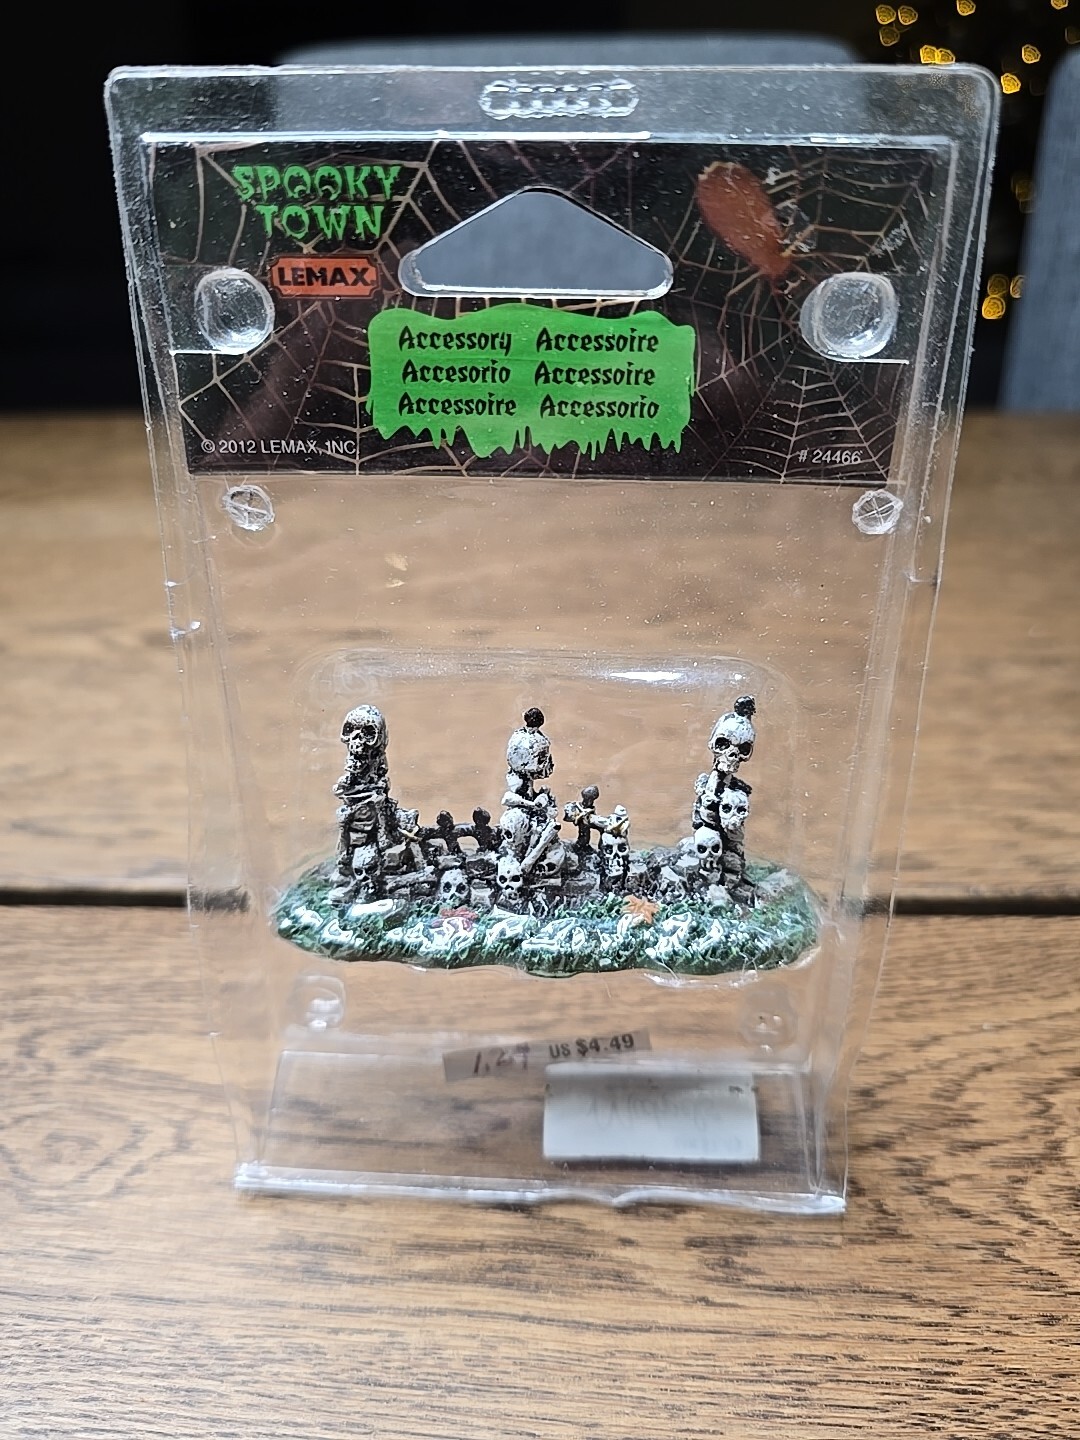 SPOOKY
TOWN
LEMAX
Accessory Accessoire
Accesorio Accessoire
Accessoire Accessorio
© 2012 LEMAX, INC.
# 24466
US $4.49